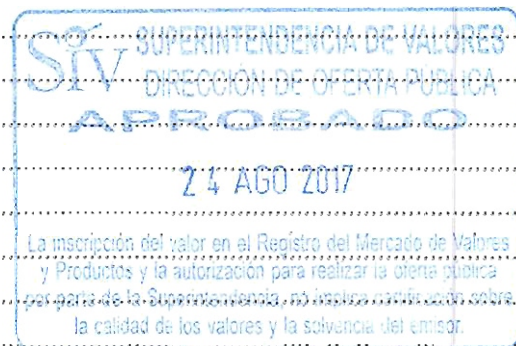 SIV SUPERINTENDENCIA DE VALORES
DIRECCIÓN DE OFERTA PÚBLICA
APROBADO
24 AGO 2017
La inscripción del valor en el Registro del Mercado de Valores
y Productos y la autorización para realizar la oferta pública
por parte de la Superintendencia, no implica certificación sobre
la calidad de los valores y la solvencia del emisor.